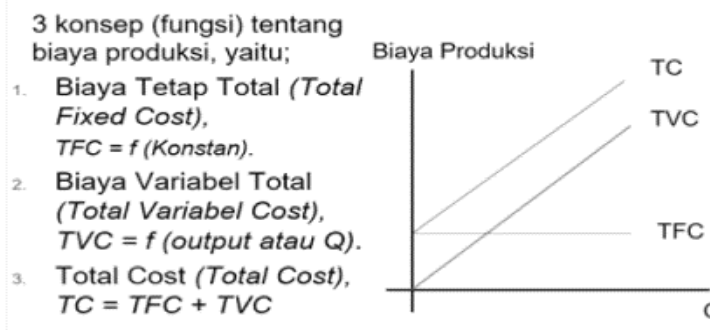 3 konsep (fungsi) tentang
biaya produksi, yaitu;
1. Biaya Tetap Total (Total
Fixed Cost),
TFC = f (Konstan).
2. Biaya Variabel Total
(Total Variabel Cost),
TVC = f (output atau Q).
3. Total Cost (Total Cost),
TC = TFC + TVC
Biaya Produksi
TC
TVC
TFC